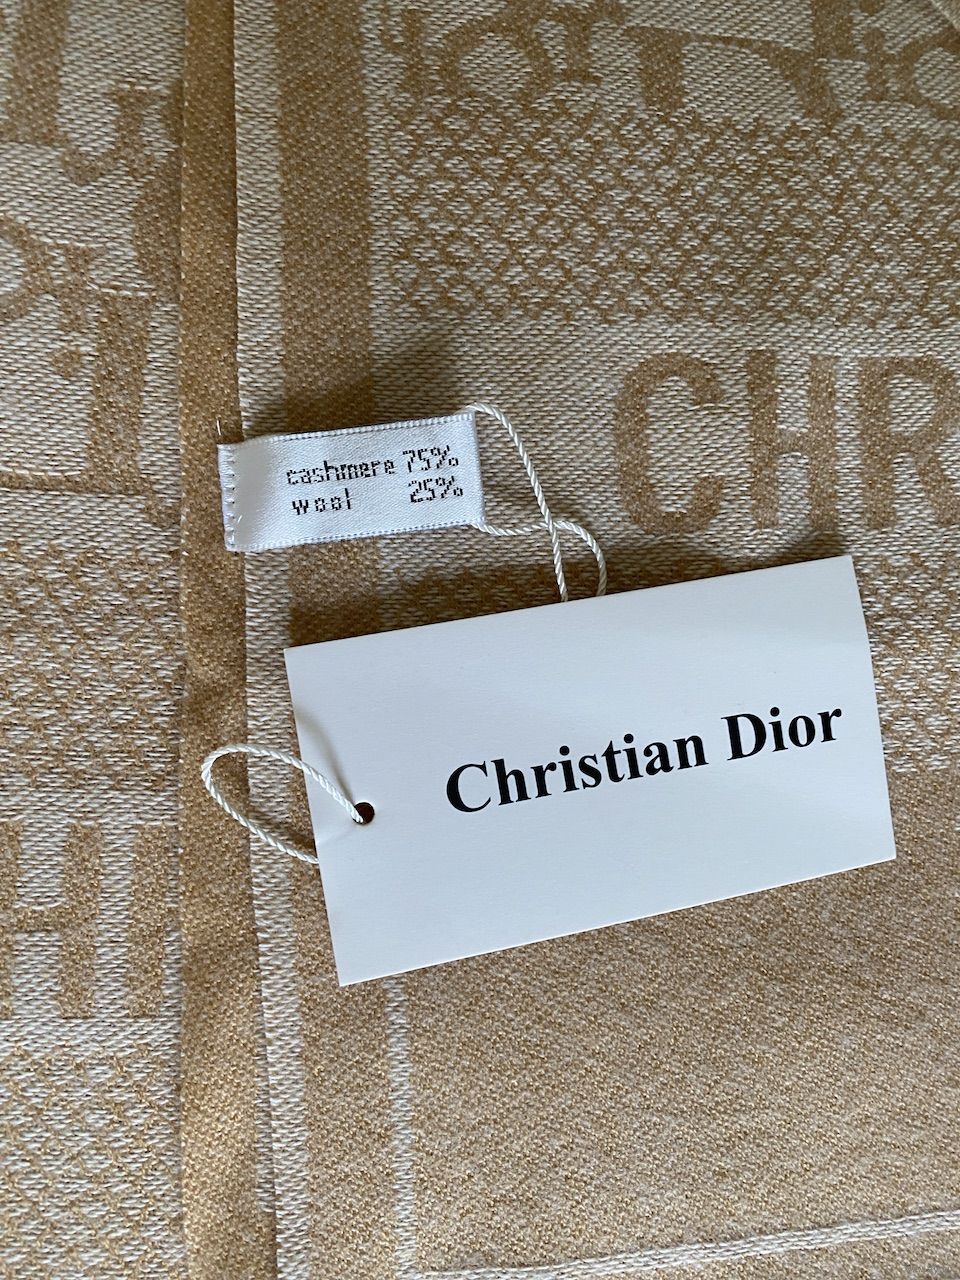 CHR
cashmere 75%
wool 25%
Christian Dior